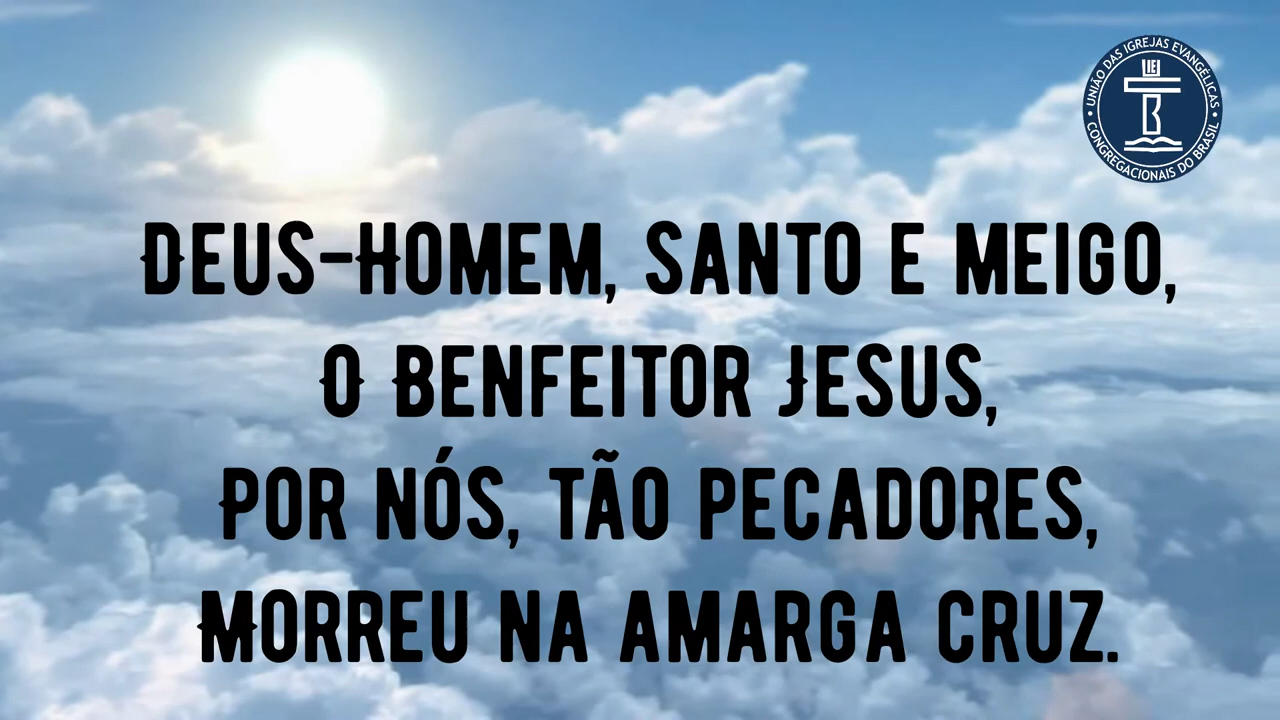 UNIÃO DAS IGREJAS EVANGÉLICAS
CONGREGACIONAIS DO BRASIL
DEUS-HOMEM, SANTO E MEIGO,
O BENFEITOR JESUS,
POR NÓS, TÃO PECADORES,
MORREU NA AMARGA CRUZ.